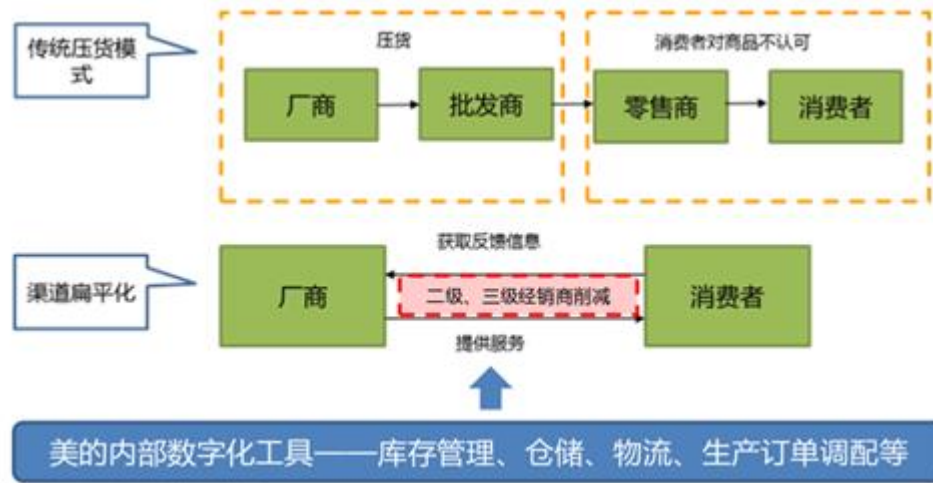 传统压货模
式
压货
消费者对商品不认可
厂商
批发商
零售商
消费者
渠道扁平化
获取反馈信息
厂商
二级、三级经销商削减
消费者
提供服务
美的内部数字化工具——库存管理、仓储、物流、生产订单调配等